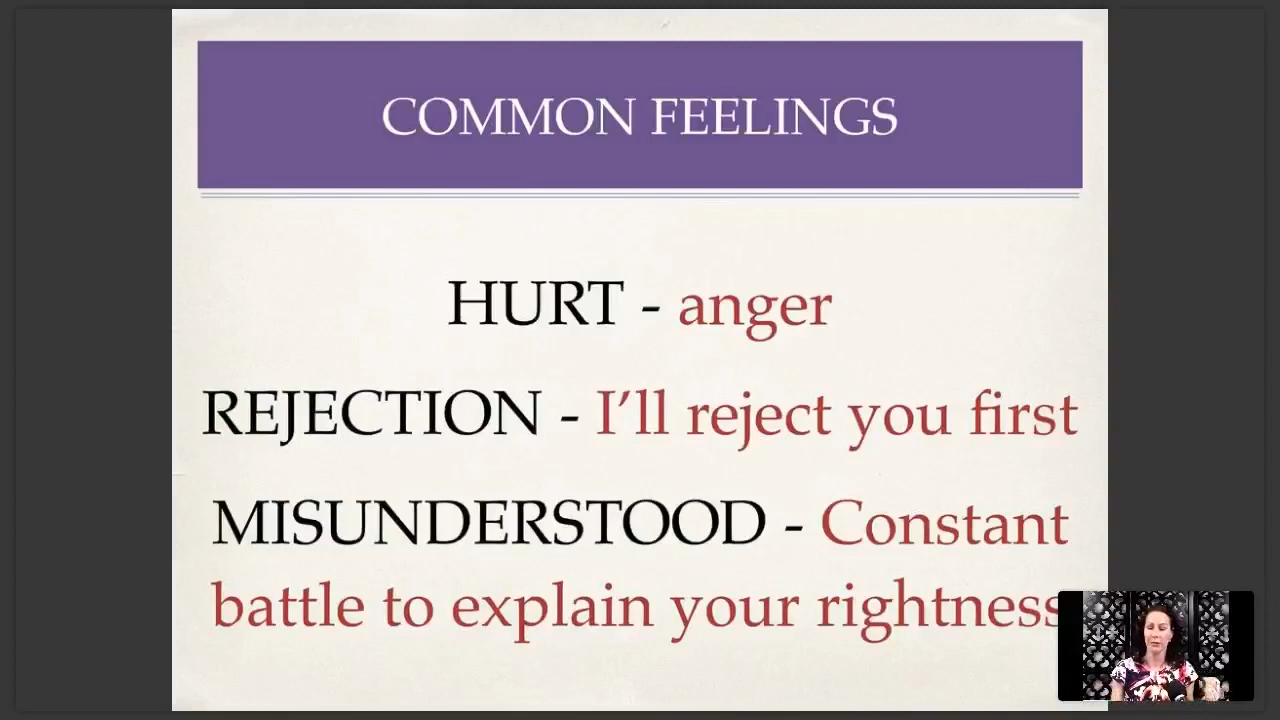 COMMON FEELINGS
HURT - anger
REJECTION - I'll reject you first
MISUNDERSTOOD - Constant
battle to explain your rightness